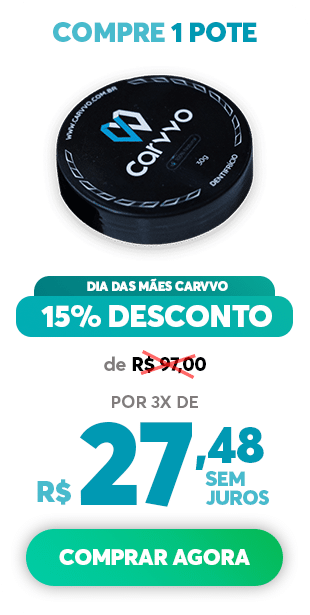 COMPRE 1 POTE
WWW.CARVVO.COM.BR
carvvo
30g
DENTIFRÍCIO
DIA DAS MÃES CARVVO
15% DESCONTO
de R$ 97,00
POR 3X DE
R$ 27,48
SEM
JUROS
COMPRAR AGORA